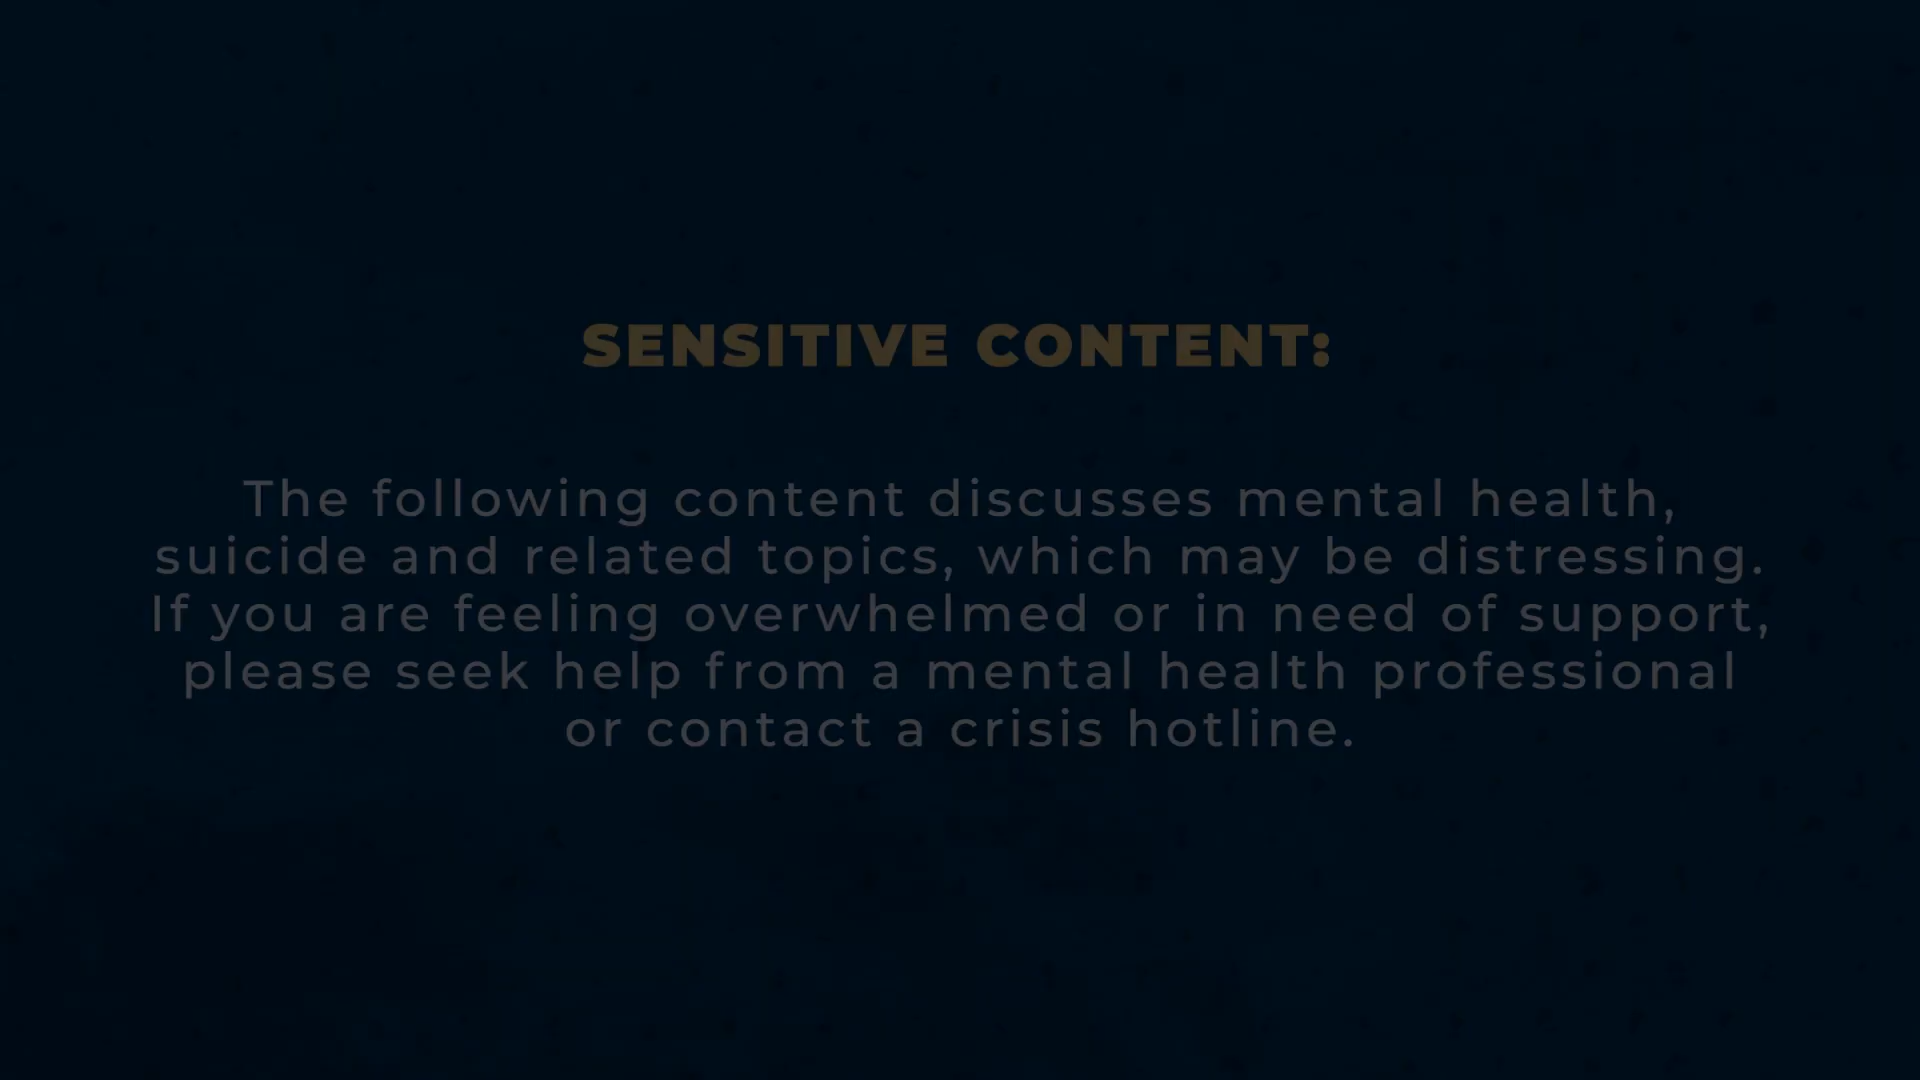 SENSITIVE CONTENT:
The following content discusses mental health,
suicide and related topics, which may be distressing.
If you are feeling overwhelmed or in need of support,
please seek help from a mental health professional
or contact a crisis hotline.